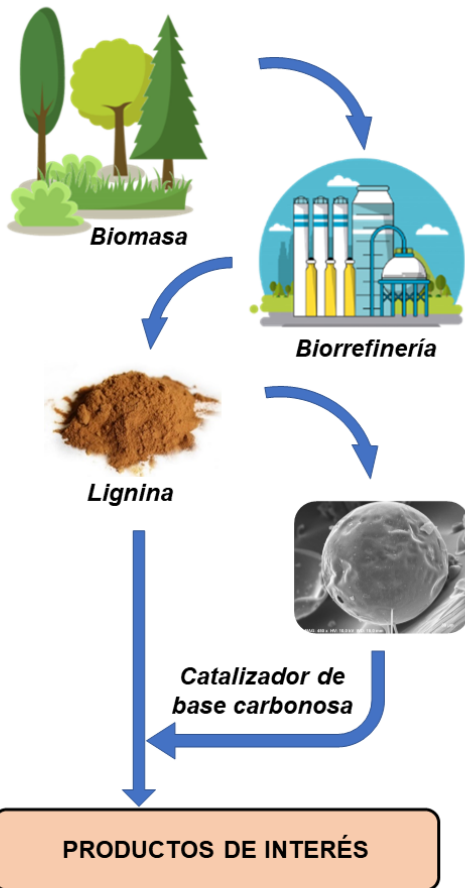 Biomasa
Biorrefinería
Lignina
Catalizador de
base carbonosa
PRODUCTOS DE INTERÉS